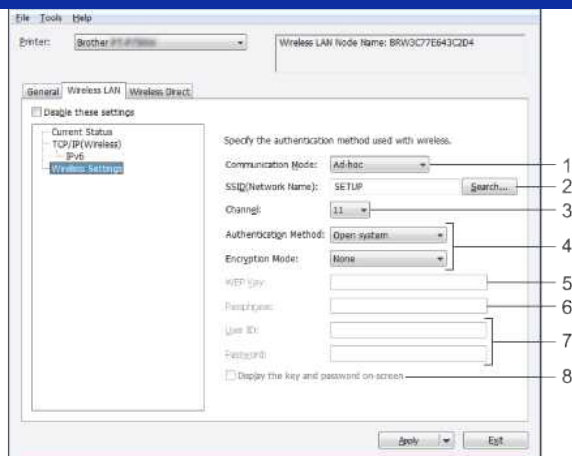 File Tools Help
Printer: Brother
Wireless LAN Node Name: BRW3C77E643C2D4
General Wireless LAN Wireless Direct
Disable these settings
Current Status
TCP/IP(Wireless)
IPv6
Wireless Settings
Specify the authentication method used with wireless.
Communication Mode: Ad-hoc 1
SSID(Network Name): SETUP Search... 2
Channel: 11 3
Authentication Method: Open system
4
Encryption Mode: None
WEP Key: 5
Passphrase: 6
User ID:
7
Password:
Display the key and password on-screen 8
Apply Exit